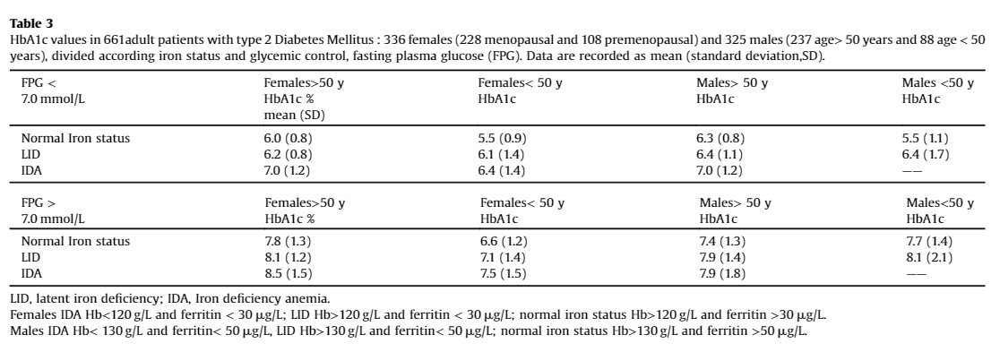 Table 3
HbA1c values in 661adult patients with type 2 Diabetes Mellitus : 336 females (228 menopausal and 108 premenopausal) and 325 males (237 age> 50 years and 88 age < 50
years), divided according iron status and glycemic control, fasting plasma glucose (FPG). Data are recorded as mean (standard deviation,SD).
FPG < Females>50 y Females< 50 y Males> 50 y Males <50 y
7.0 mmol/L HbA1c % HbA1c HbA1c HbA1c
mean (SD)
Normal Iron status 6.0 (0.8) 5.5 (0.9) 6.3 (0.8) 5.5 (1.1)
LID 6.2 (0.8) 6.1 (1.4) 6.4 (1.1) 6.4 (1.7)
IDA 7.0 (1.2) 6.4 (1.4) 7.0 (1.2) ——
FPG > Females>50 y Females< 50 y Males> 50 y Males<50 y
7.0 mmol/L HbA1c % HbA1c HbA1c HbA1c
Normal Iron status 7.8 (1.3) 6.6 (1.2) 7.4 (1.3) 7.7 (1.4)
LID 8.1 (1.2) 7.1 (1.4) 7.9 (1.4) 8.1 (2.1)
IDA 8.5 (1.5) 7.5 (1.5) 7.9 (1.8) ——
LID, latent iron deficiency; IDA, Iron deficiency anemia.
Females IDA Hb<120 g/L and ferritin < 30 μg/L; LID Hb>120 g/L and ferritin < 30 μg/L; normal iron status Hb>120 g/L and ferritin >30 μg/L.
Males IDA Hb< 130 g/L and ferritin< 50 μg/L, LID Hb>130 g/L and ferritin< 50 μg/L; normal iron status Hb>130 g/L and ferritin >50 μg/L.